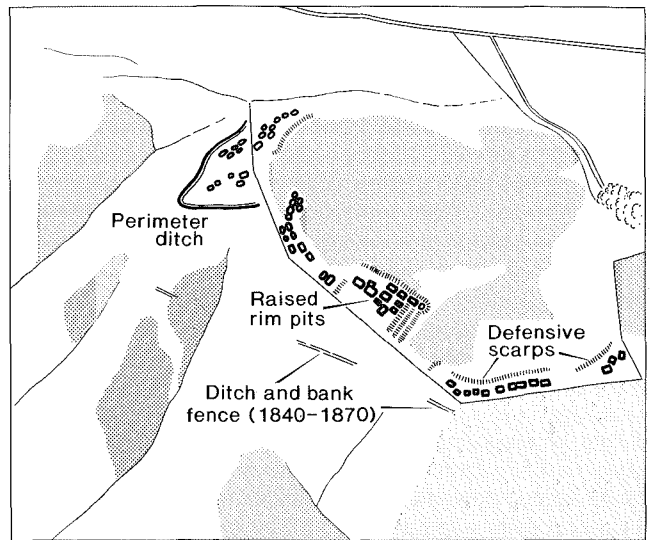 Perimeter
ditch
Raised
rim pits
Defensive
scarps
Ditch and bank
fence (1840-1870)